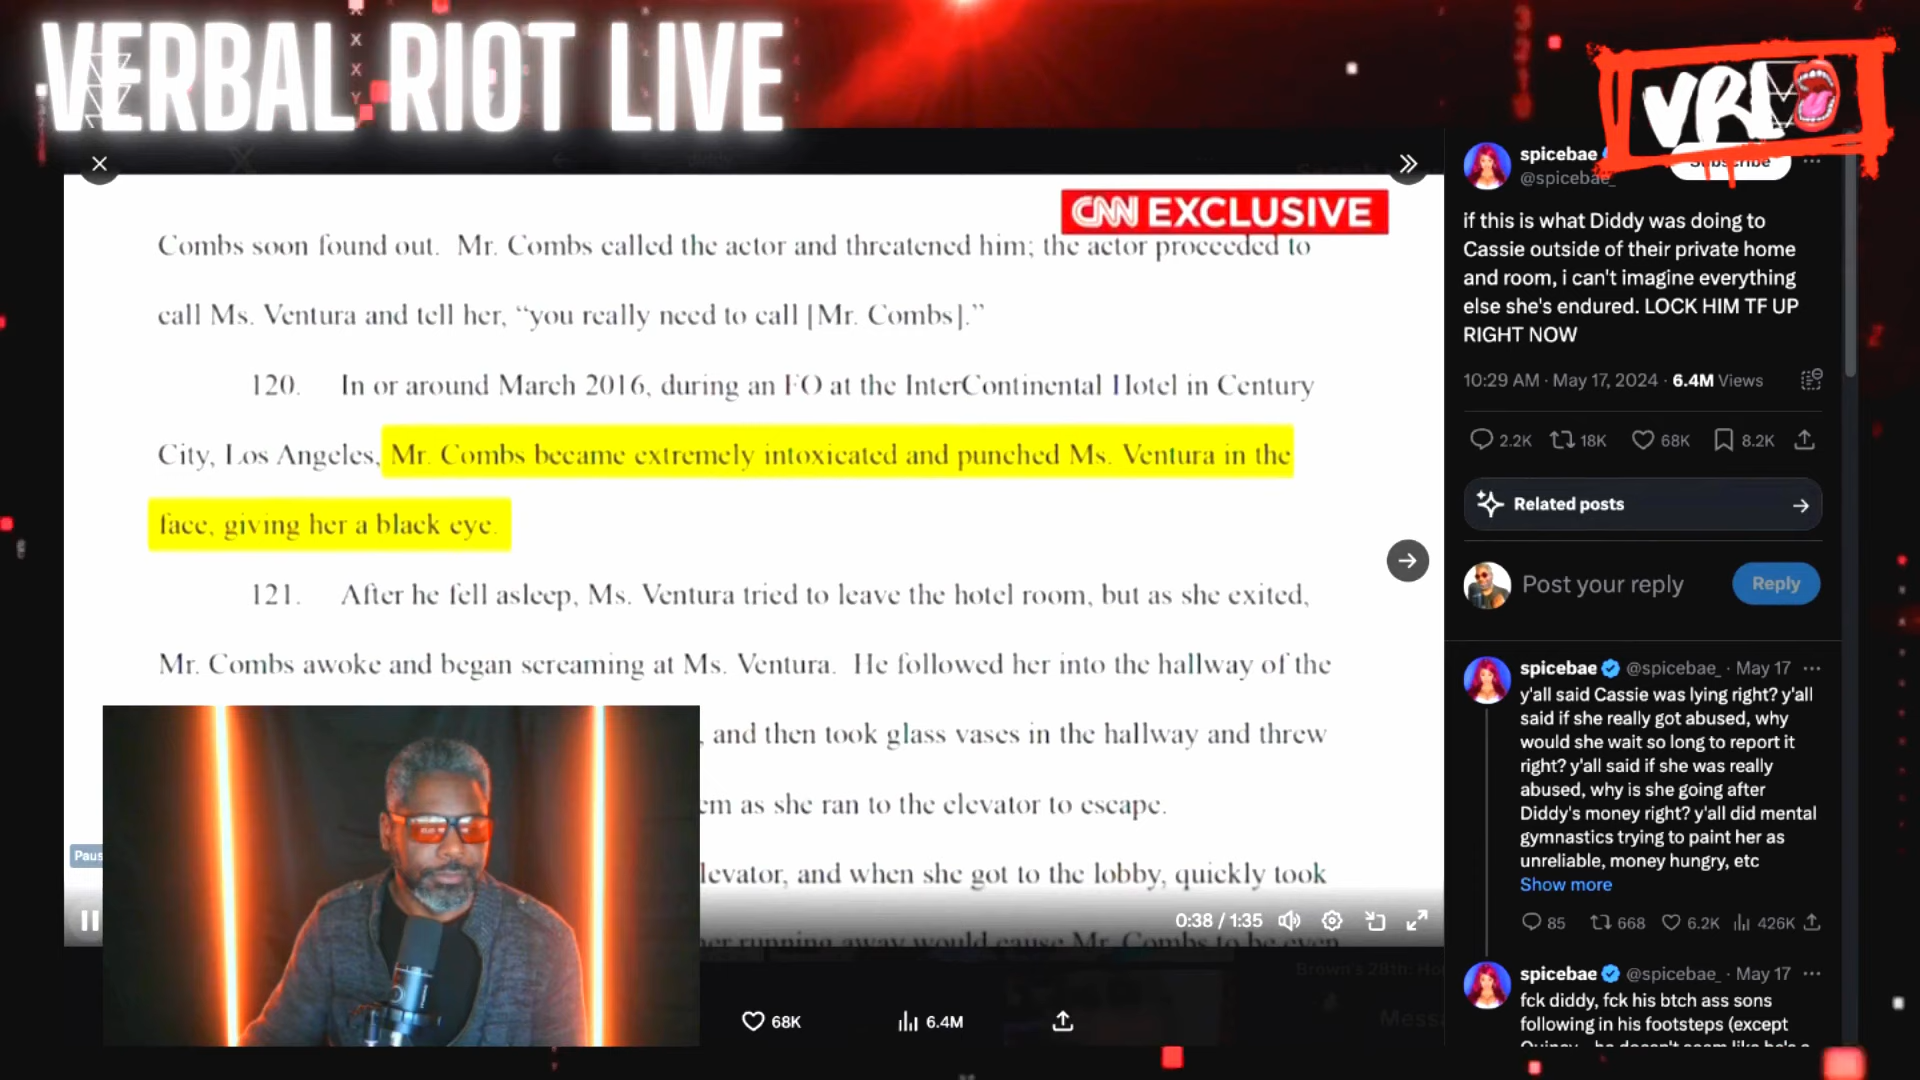 VERBAL RIOT LIVE
VRL
CNN EXCLUSIVE
Combs soon found out. Mr. Combs called the actor and threatened him; the actor proceeded to
call Ms. Ventura and tell her, “you really need to call [Mr. Combs].”
120. In or around March 2016, during an FO at the InterContinental Hotel in Century
City, Los Angeles, Mr. Combs became extremely intoxicated and punched Ms. Ventura in the
face, giving her a black eye.
121. After he fell asleep, Ms. Ventura tried to leave the hotel room, but as she exited,
Mr. Combs awoke and began screaming at Ms. Ventura. He followed her into the hallway of the
, and then took glass vases in the hallway and threw
em as she ran to the elevator to escape.
levator, and when she got to the lobby, quickly took
her running away would cause Mr. Combs to be even
Paus
0:38 / 1:35
68K
6.4M
spicebae
@spicebae_
Subscribe
if this is what Diddy was doing to
Cassie outside of their private home
and room, i can't imagine everything
else she's endured. LOCK HIM TF UP
RIGHT NOW
10:29 AM · May 17, 2024 · 6.4M Views
2.2K 18K 68K 8.2K
Related posts
Post your reply
Reply
spicebae @spicebae_ · May 17
y'all said Cassie was lying right? y'all
said if she really got abused, why
would she wait so long to report it
right? y'all said if she was really
abused, why is she going after
Diddy's money right? y'all did mental
gymnastics trying to paint her as
unreliable, money hungry, etc
Show more
85 668 6.2K 426K
spicebae @spicebae_ · May 17
fck diddy, fck his btch ass sons
following in his footsteps (except